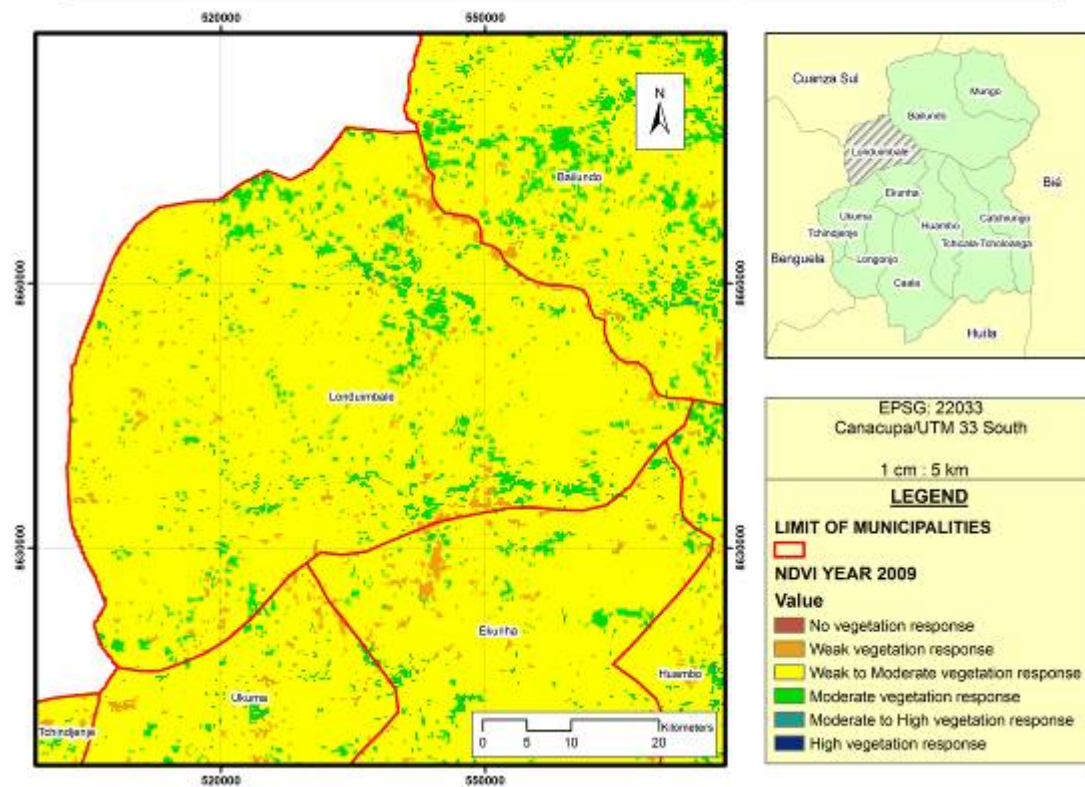 520000
550000
N
Bailundo
8660000
8660000
Londuimbale
8630000
8630000
Ekunha
Huambo
Ukuma
Tchindjenje
Kilometers
0 5 10 20
520000
550000
Cuanza Sul
Mungo
Bailundo
Londuimbale
Bié
Ekunha
Ukuma
Huambo
Tchindjenje
Tchicala-Tcholoanga
Benguela
Longonjo
Caala
Huila
EPSG: 22033
Canacupa/UTM 33 South
1 cm : 5 km
LEGEND
LIMIT OF MUNICIPALITIES
NDVI YEAR 2009
Value
No vegetation response
Weak vegetation response
Weak to Moderate vegetation response
Moderate vegetation response
Moderate to High vegetation response
High vegetation response